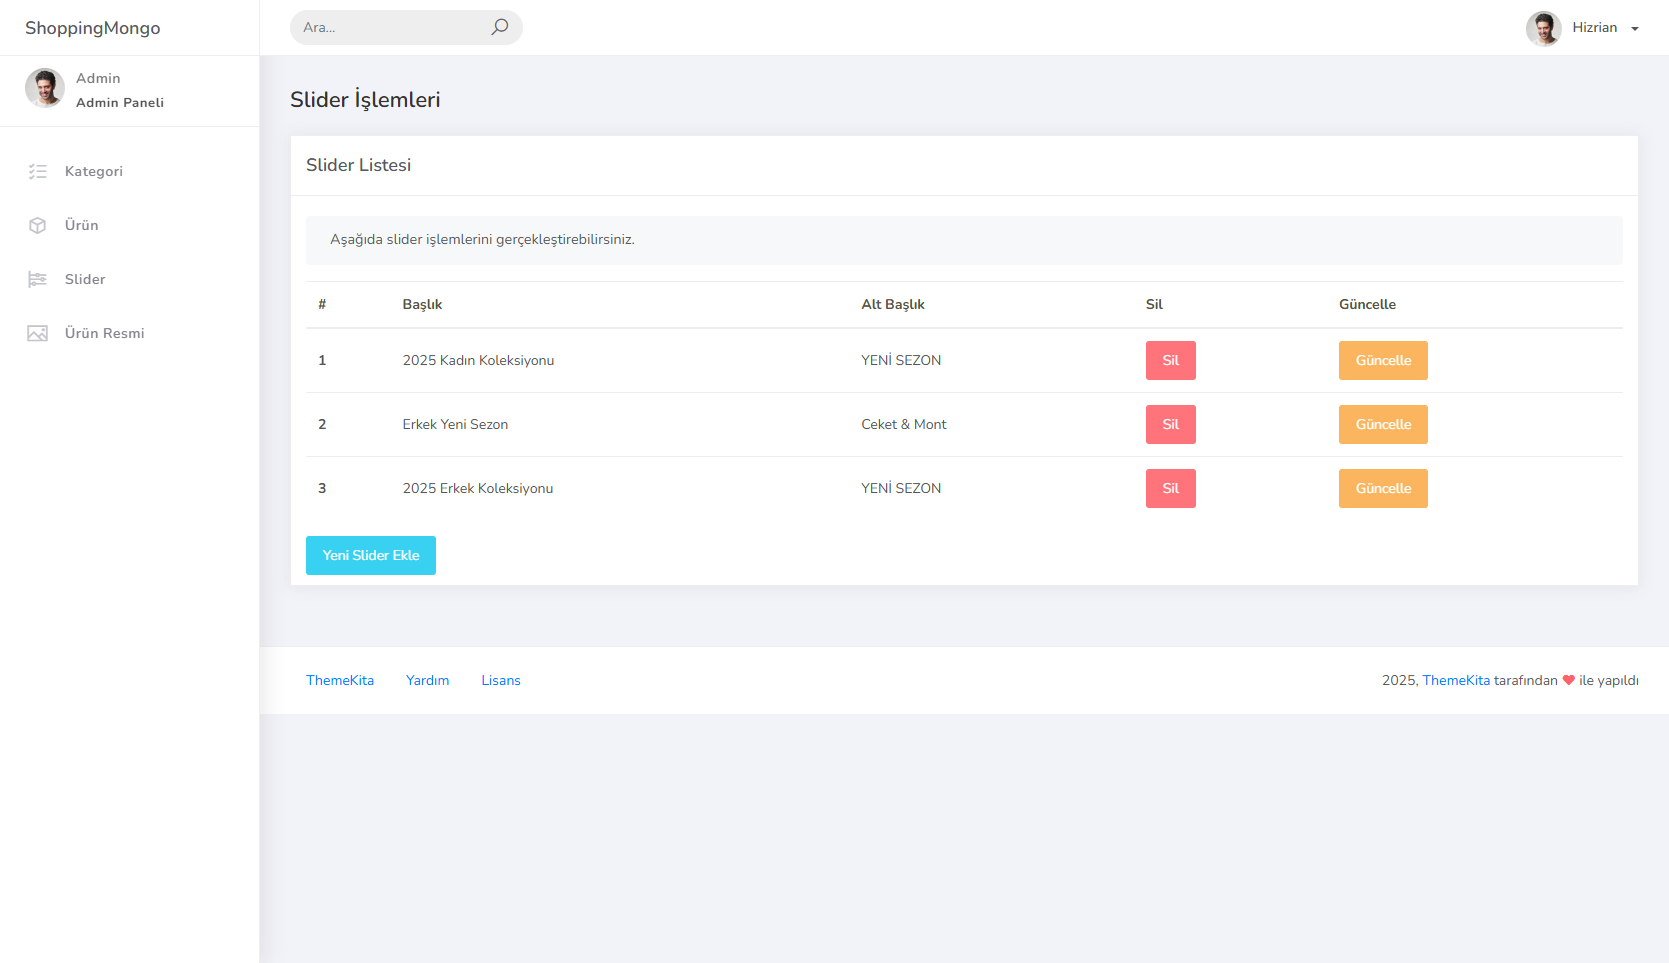 ShoppingMongo
Ara...
Hizrian
Admin
Admin Paneli
Kategori
Ürün
Slider
Ürün Resmi
Slider İşlemleri
Slider Listesi
Aşağıda slider işlemlerini gerçekleştirebilirsiniz.
# Başlık Alt Başlık Sil Güncelle
1 2025 Kadın Koleksiyonu YENİ SEZON Sil Güncelle
2 Erkek Yeni Sezon Ceket & Mont Sil Güncelle
3 2025 Erkek Koleksiyonu YENİ SEZON Sil Güncelle
Yeni Slider Ekle
ThemeKita Yardım Lisans
2025, ThemeKita tarafından ❤ ile yapıldı